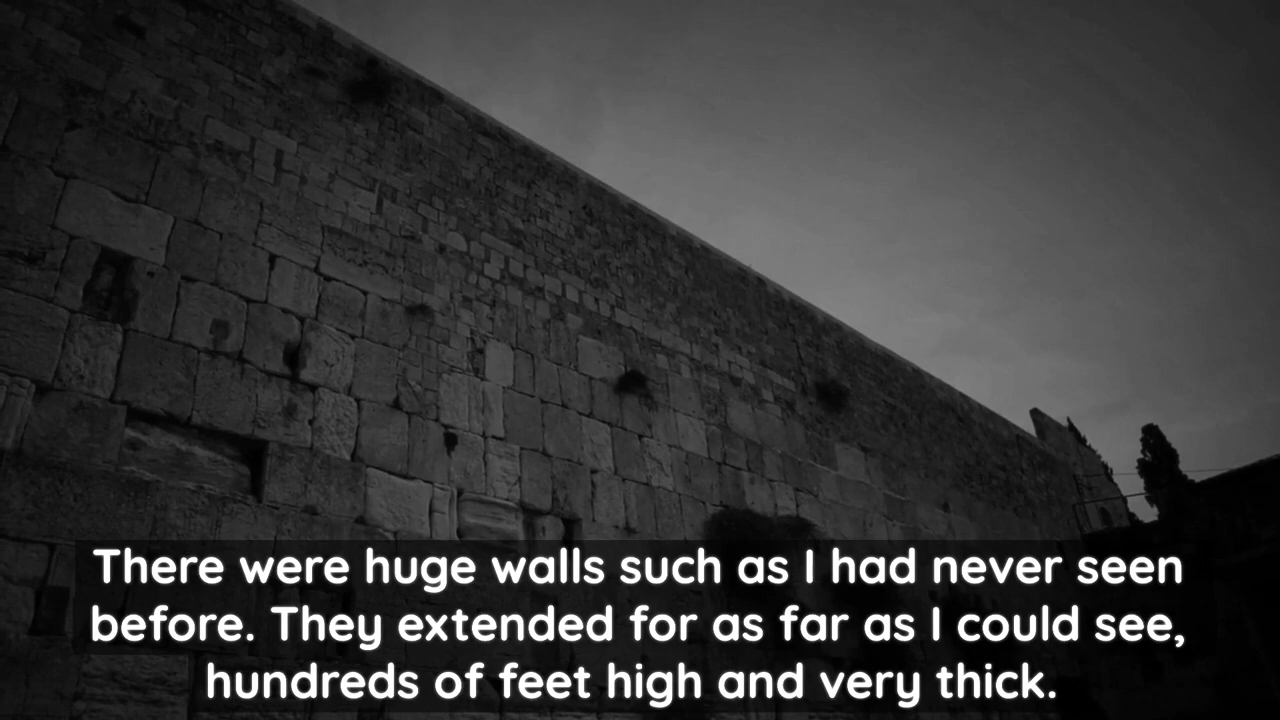 There were huge walls such as I had never seen
before. They extended for as far as I could see,
hundreds of feet high and very thick.